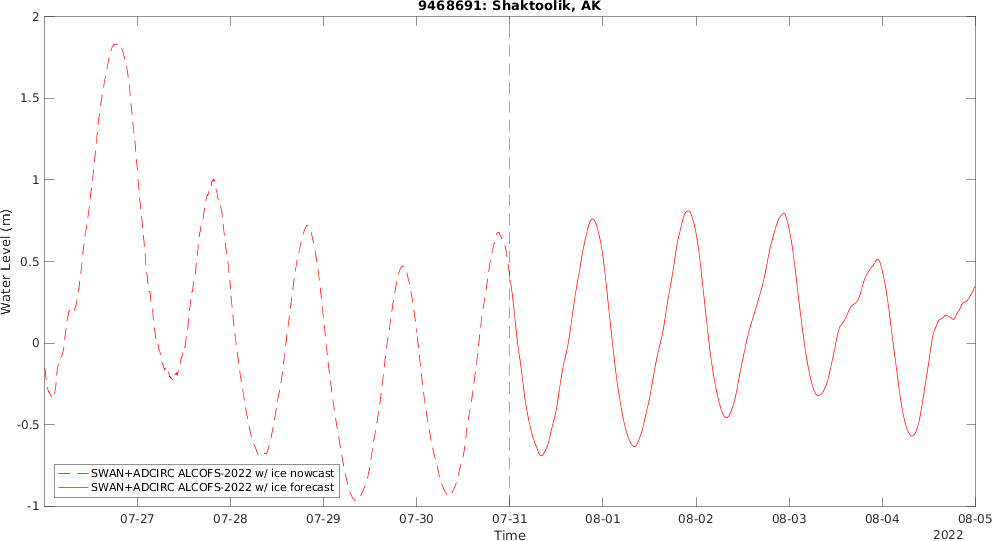 9468691: Shaktoolik, AK
2
1.5
1
0.5
0
-0.5
-1
Water Level (m)
SWAN+ADCIRC ALCOFS-2022 w/ ice nowcast
SWAN+ADCIRC ALCOFS-2022 w/ ice forecast
07-27 07-28 07-29 07-30 07-31 08-01 08-02 08-03 08-04 08-05
Time
2022